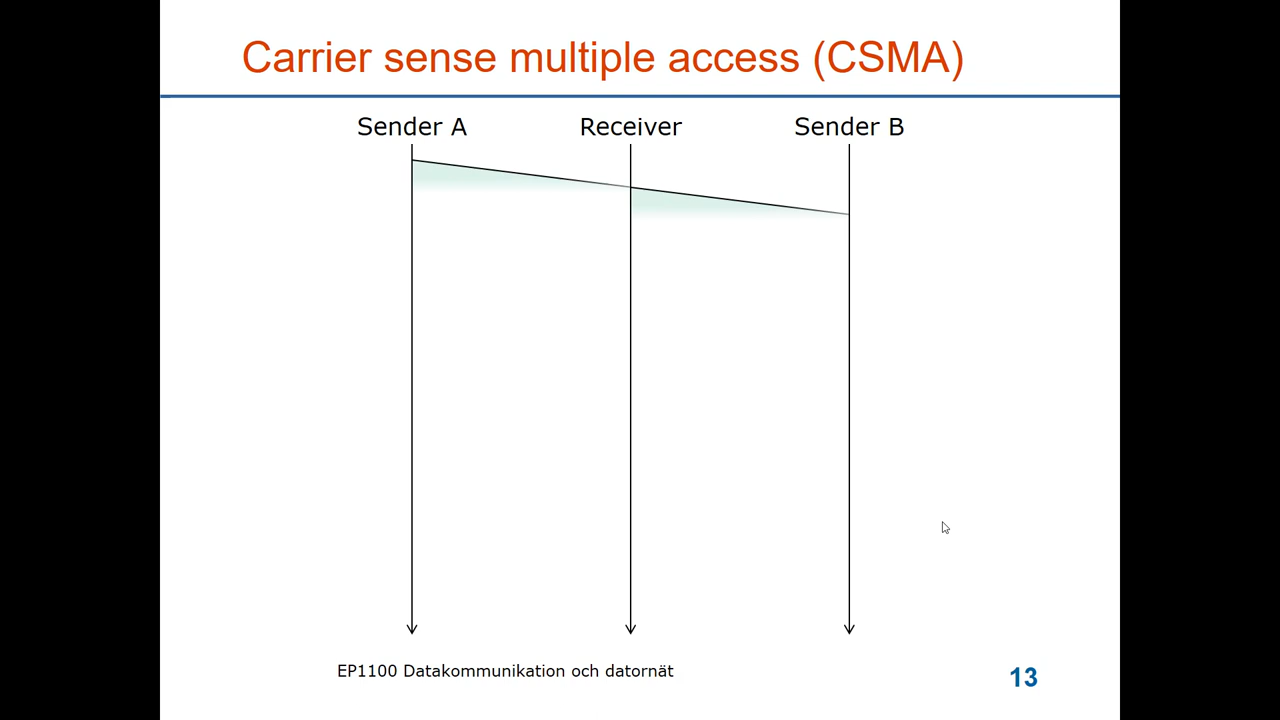 Carrier sense multiple access (CSMA)
Sender A Receiver Sender B
EP1100 Datakommunikation och datornät
13